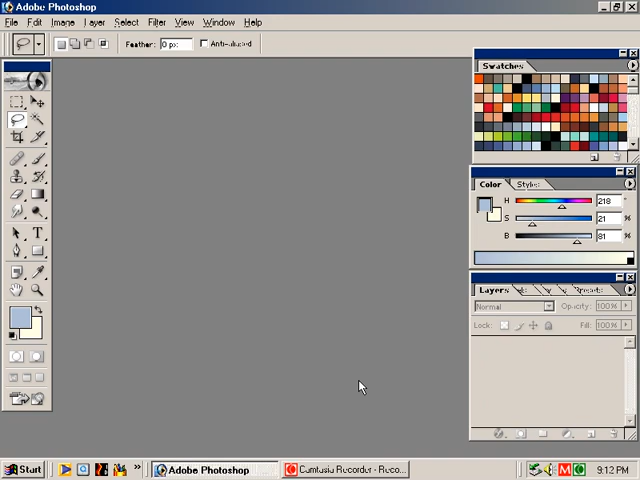 Adobe Photoshop
File Edit Image Layer Select Filter View Window Help
Feather: 0 px Anti-aliased
Swatches
Color Styles
H 218 °
S 21 %
B 81 %
Layers Presets
Normal Opacity: 100%
Lock: Fill: 100%
Start Adobe Photoshop Camtasia Recorder - Reco... 9:12 PM